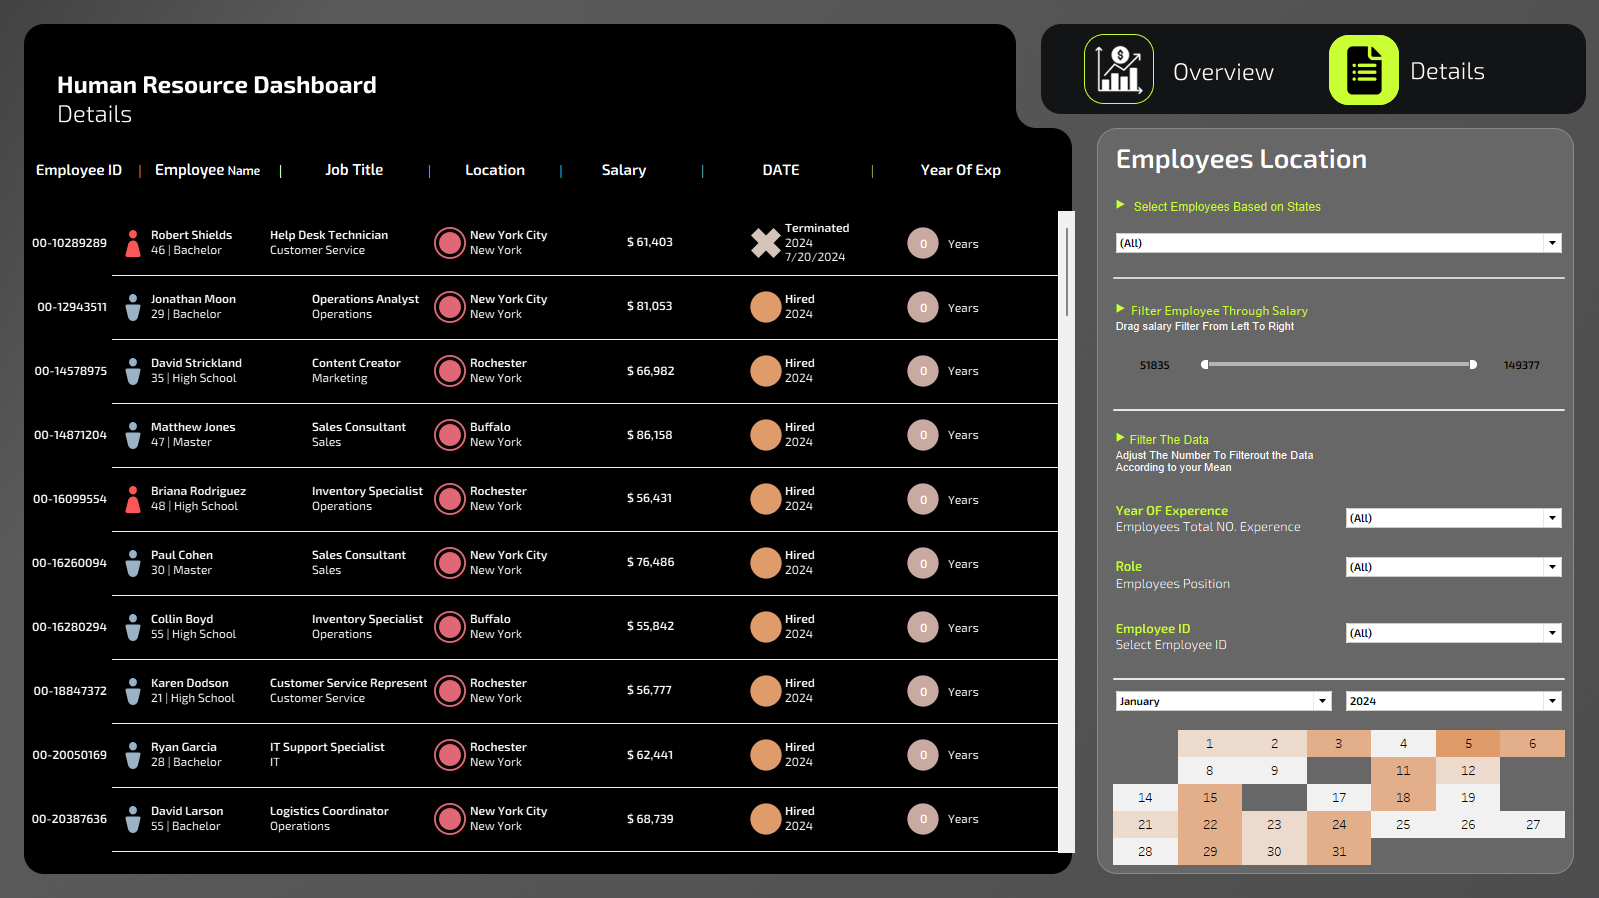 Human Resource Dashboard
Details
Overview
Details
Employee ID | Employee Name | Job Title | Location | Salary | DATE | Year Of Exp
00-10289289
Robert Shields
46 | Bachelor
Help Desk Technician
Customer Service
New York City
New York
$ 61,403
Terminated
2024
7/20/2024
0 Years
00-12943511
Jonathan Moon
29 | Bachelor
Operations Analyst
Operations
New York City
New York
$ 81,053
Hired
2024
0 Years
00-14578975
David Strickland
35 | High School
Content Creator
Marketing
Rochester
New York
$ 66,982
Hired
2024
0 Years
00-14871204
Matthew Jones
47 | Master
Sales Consultant
Sales
Buffalo
New York
$ 86,158
Hired
2024
0 Years
00-16099554
Briana Rodriguez
48 | High School
Inventory Specialist
Operations
Rochester
New York
$ 56,431
Hired
2024
0 Years
00-16260094
Paul Cohen
30 | Master
Sales Consultant
Sales
New York City
New York
$ 76,486
Hired
2024
0 Years
00-16280294
Collin Boyd
55 | High School
Inventory Specialist
Operations
Buffalo
New York
$ 55,842
Hired
2024
0 Years
00-18847372
Karen Dodson
21 | High School
Customer Service Represent
Customer Service
Rochester
New York
$ 56,777
Hired
2024
0 Years
00-20050169
Ryan Garcia
28 | Bachelor
IT Support Specialist
IT
Rochester
New York
$ 62,441
Hired
2024
0 Years
00-20387636
David Larson
55 | Bachelor
Logistics Coordinator
Operations
New York City
New York
$ 68,739
Hired
2024
0 Years
Employees Location
Select Employees Based on States
(All)
Filter Employee Through Salary
Drag salary Filter From Left To Right
51835 149377
Filter The Data
Adjust The Number To Filterout the Data
According to your Mean
Year OF Experence
Employees Total NO. Experence
(All)
Role
Employees Position
(All)
Employee ID
Select Employee ID
(All)
January 2024
1 2 3 4 5 6
8 9 11 12
14 15 17 18 19
21 22 23 24 25 26 27
28 29 30 31